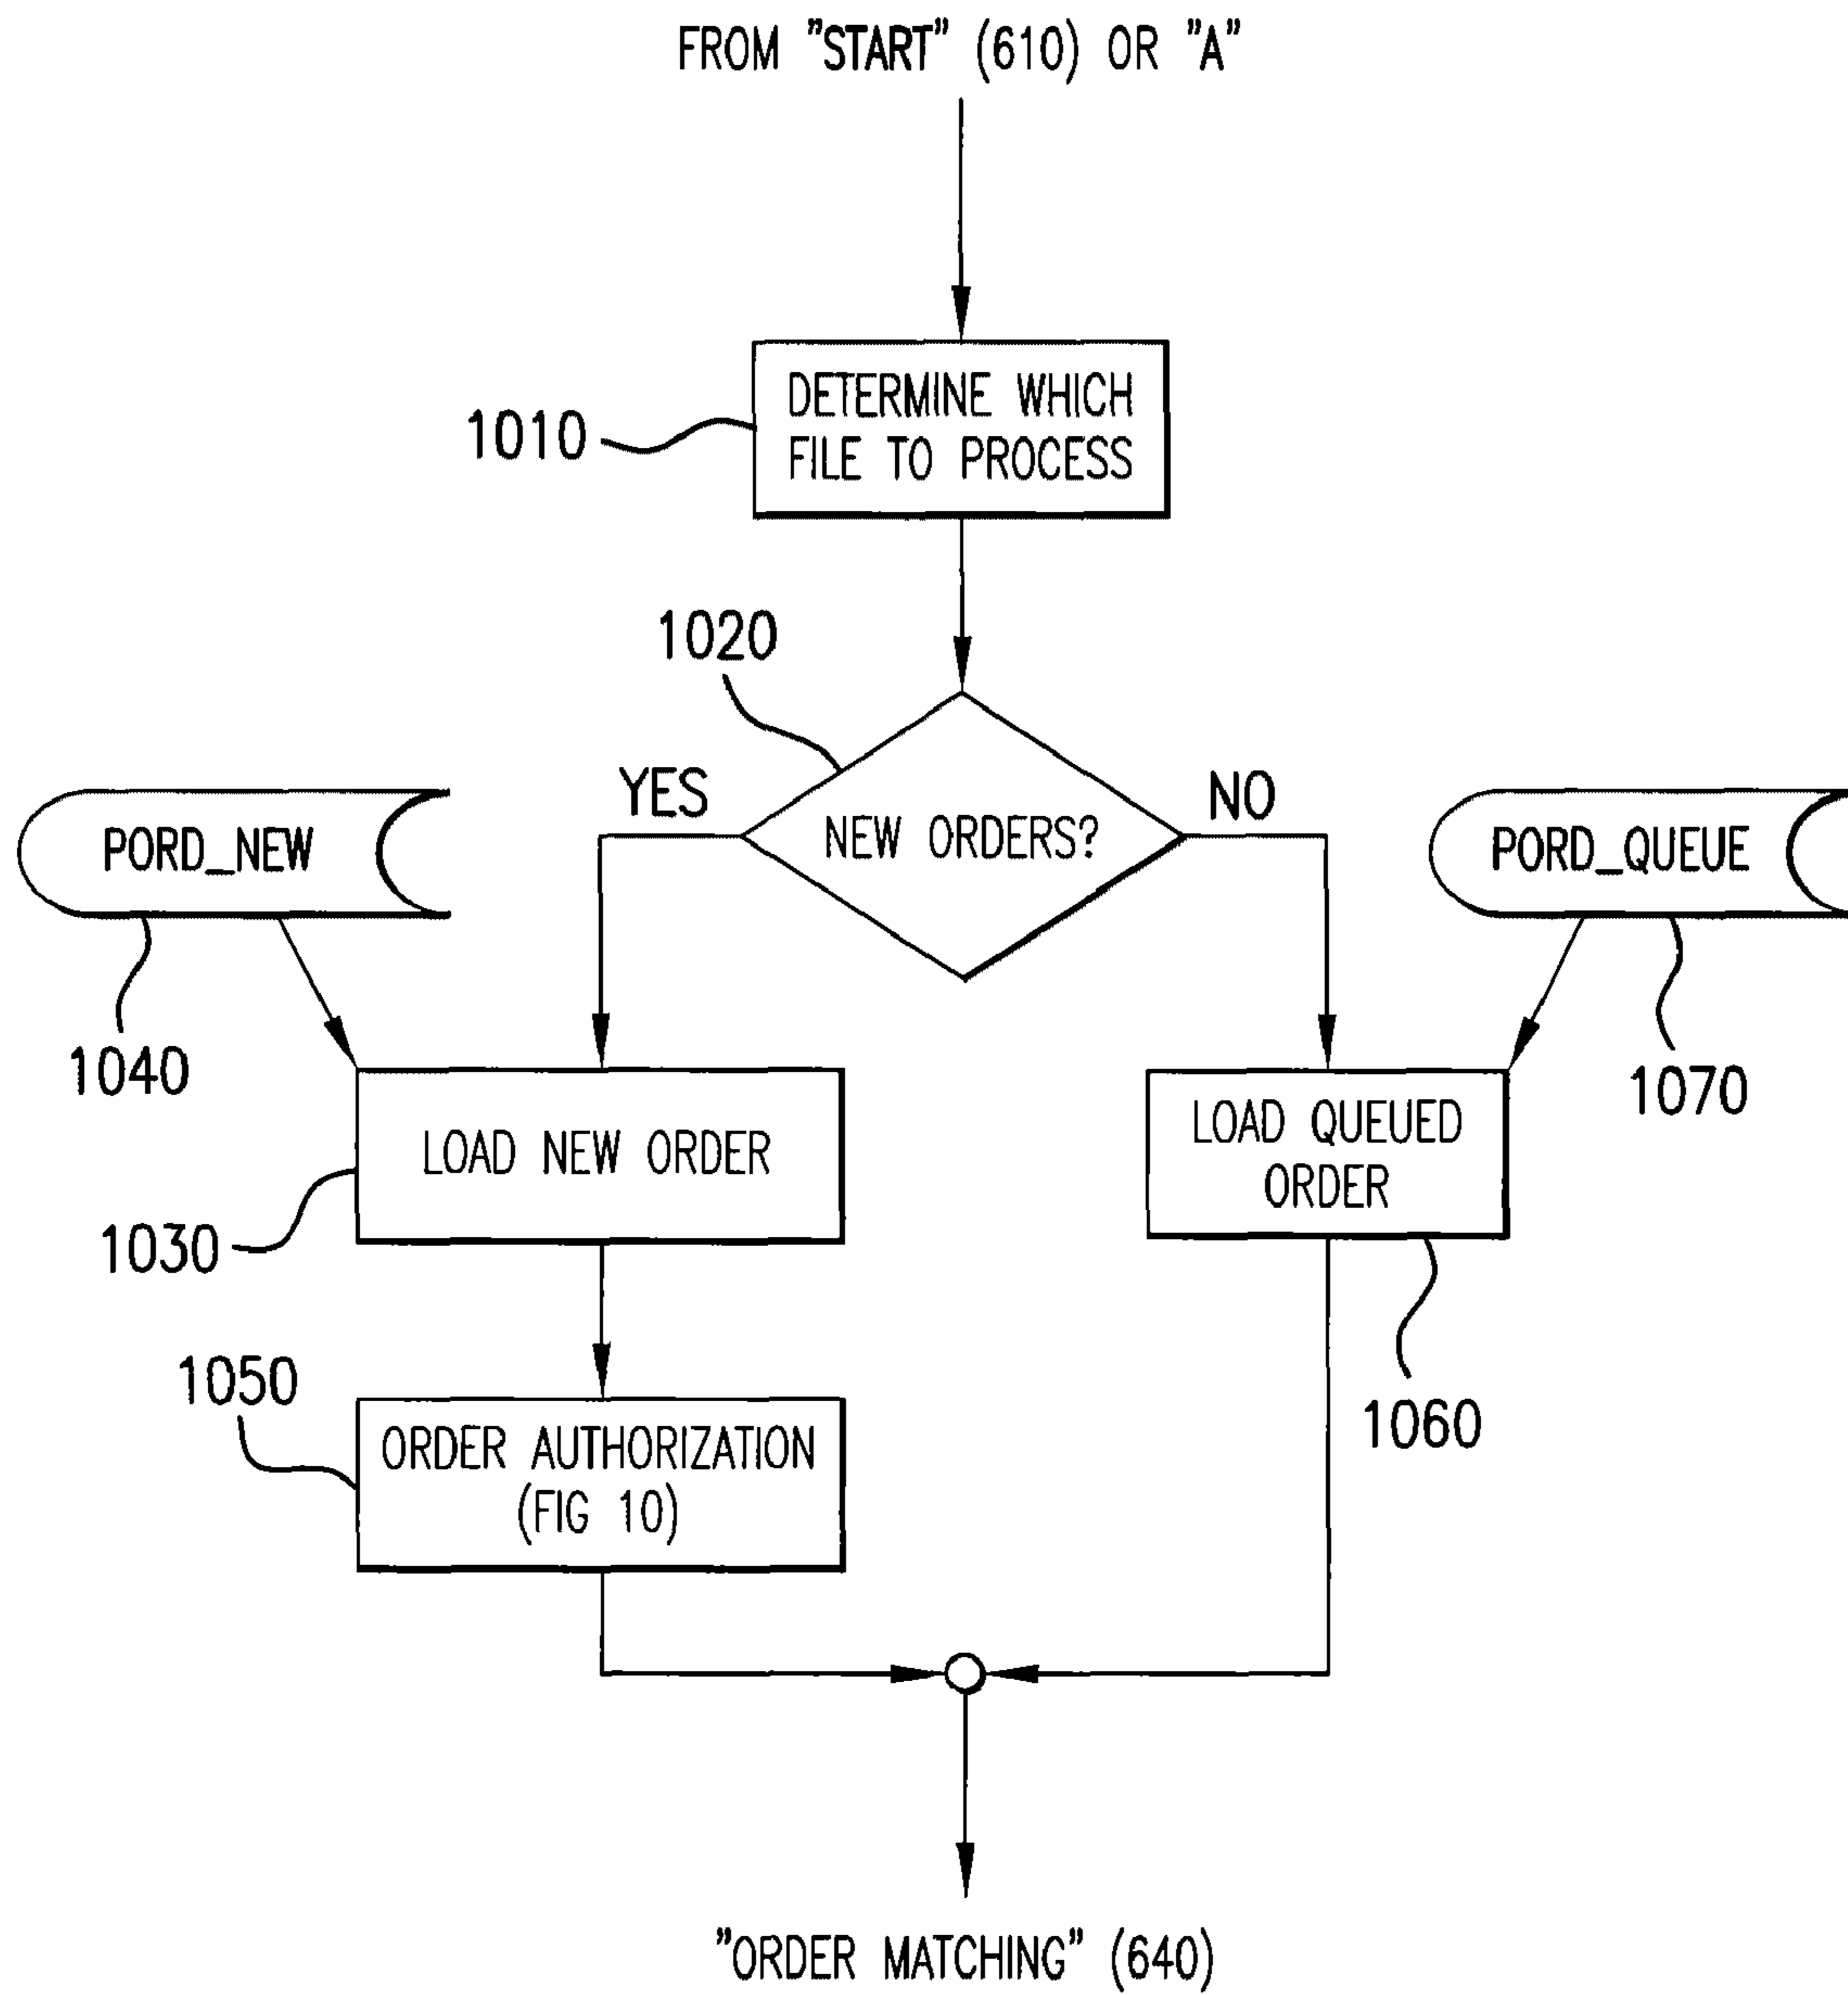 FROM "START" (610) OR "A"
DETERMINE WHICH
FILE TO PROCESS
1010
1020
YES
NO
NEW ORDERS?
PORD_NEW
PORD_QUEUE
1040
1070
LOAD NEW ORDER
LOAD QUEUED
ORDER
1030
1060
1050
ORDER AUTHORIZATION
(FIG 10)
"ORDER MATCHING" (640)